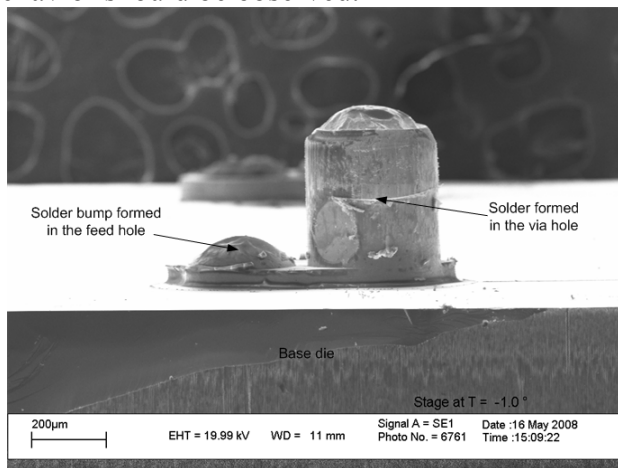 Solder bump formed
in the feed hole
Solder formed
in the via hole
Base die
Stage at T = -1.0 °
200µm
EHT = 19.99 kV WD = 11 mm
Signal A = SE1 Date :16 May 2008
Photo No. = 6761 Time :15:09:22